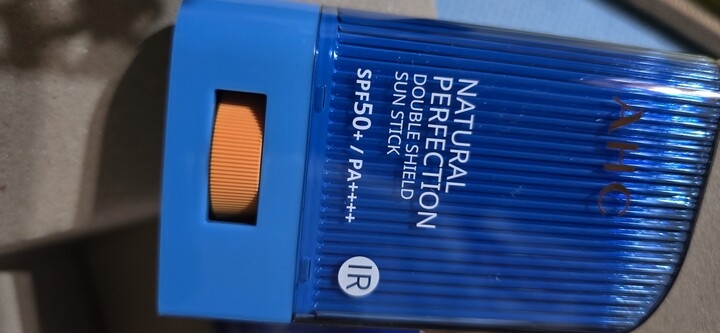 AHC
NATURAL
PERFECTION
DOUBLE SHIELD
SUN STICK
SPF50+ / PA++++
IR